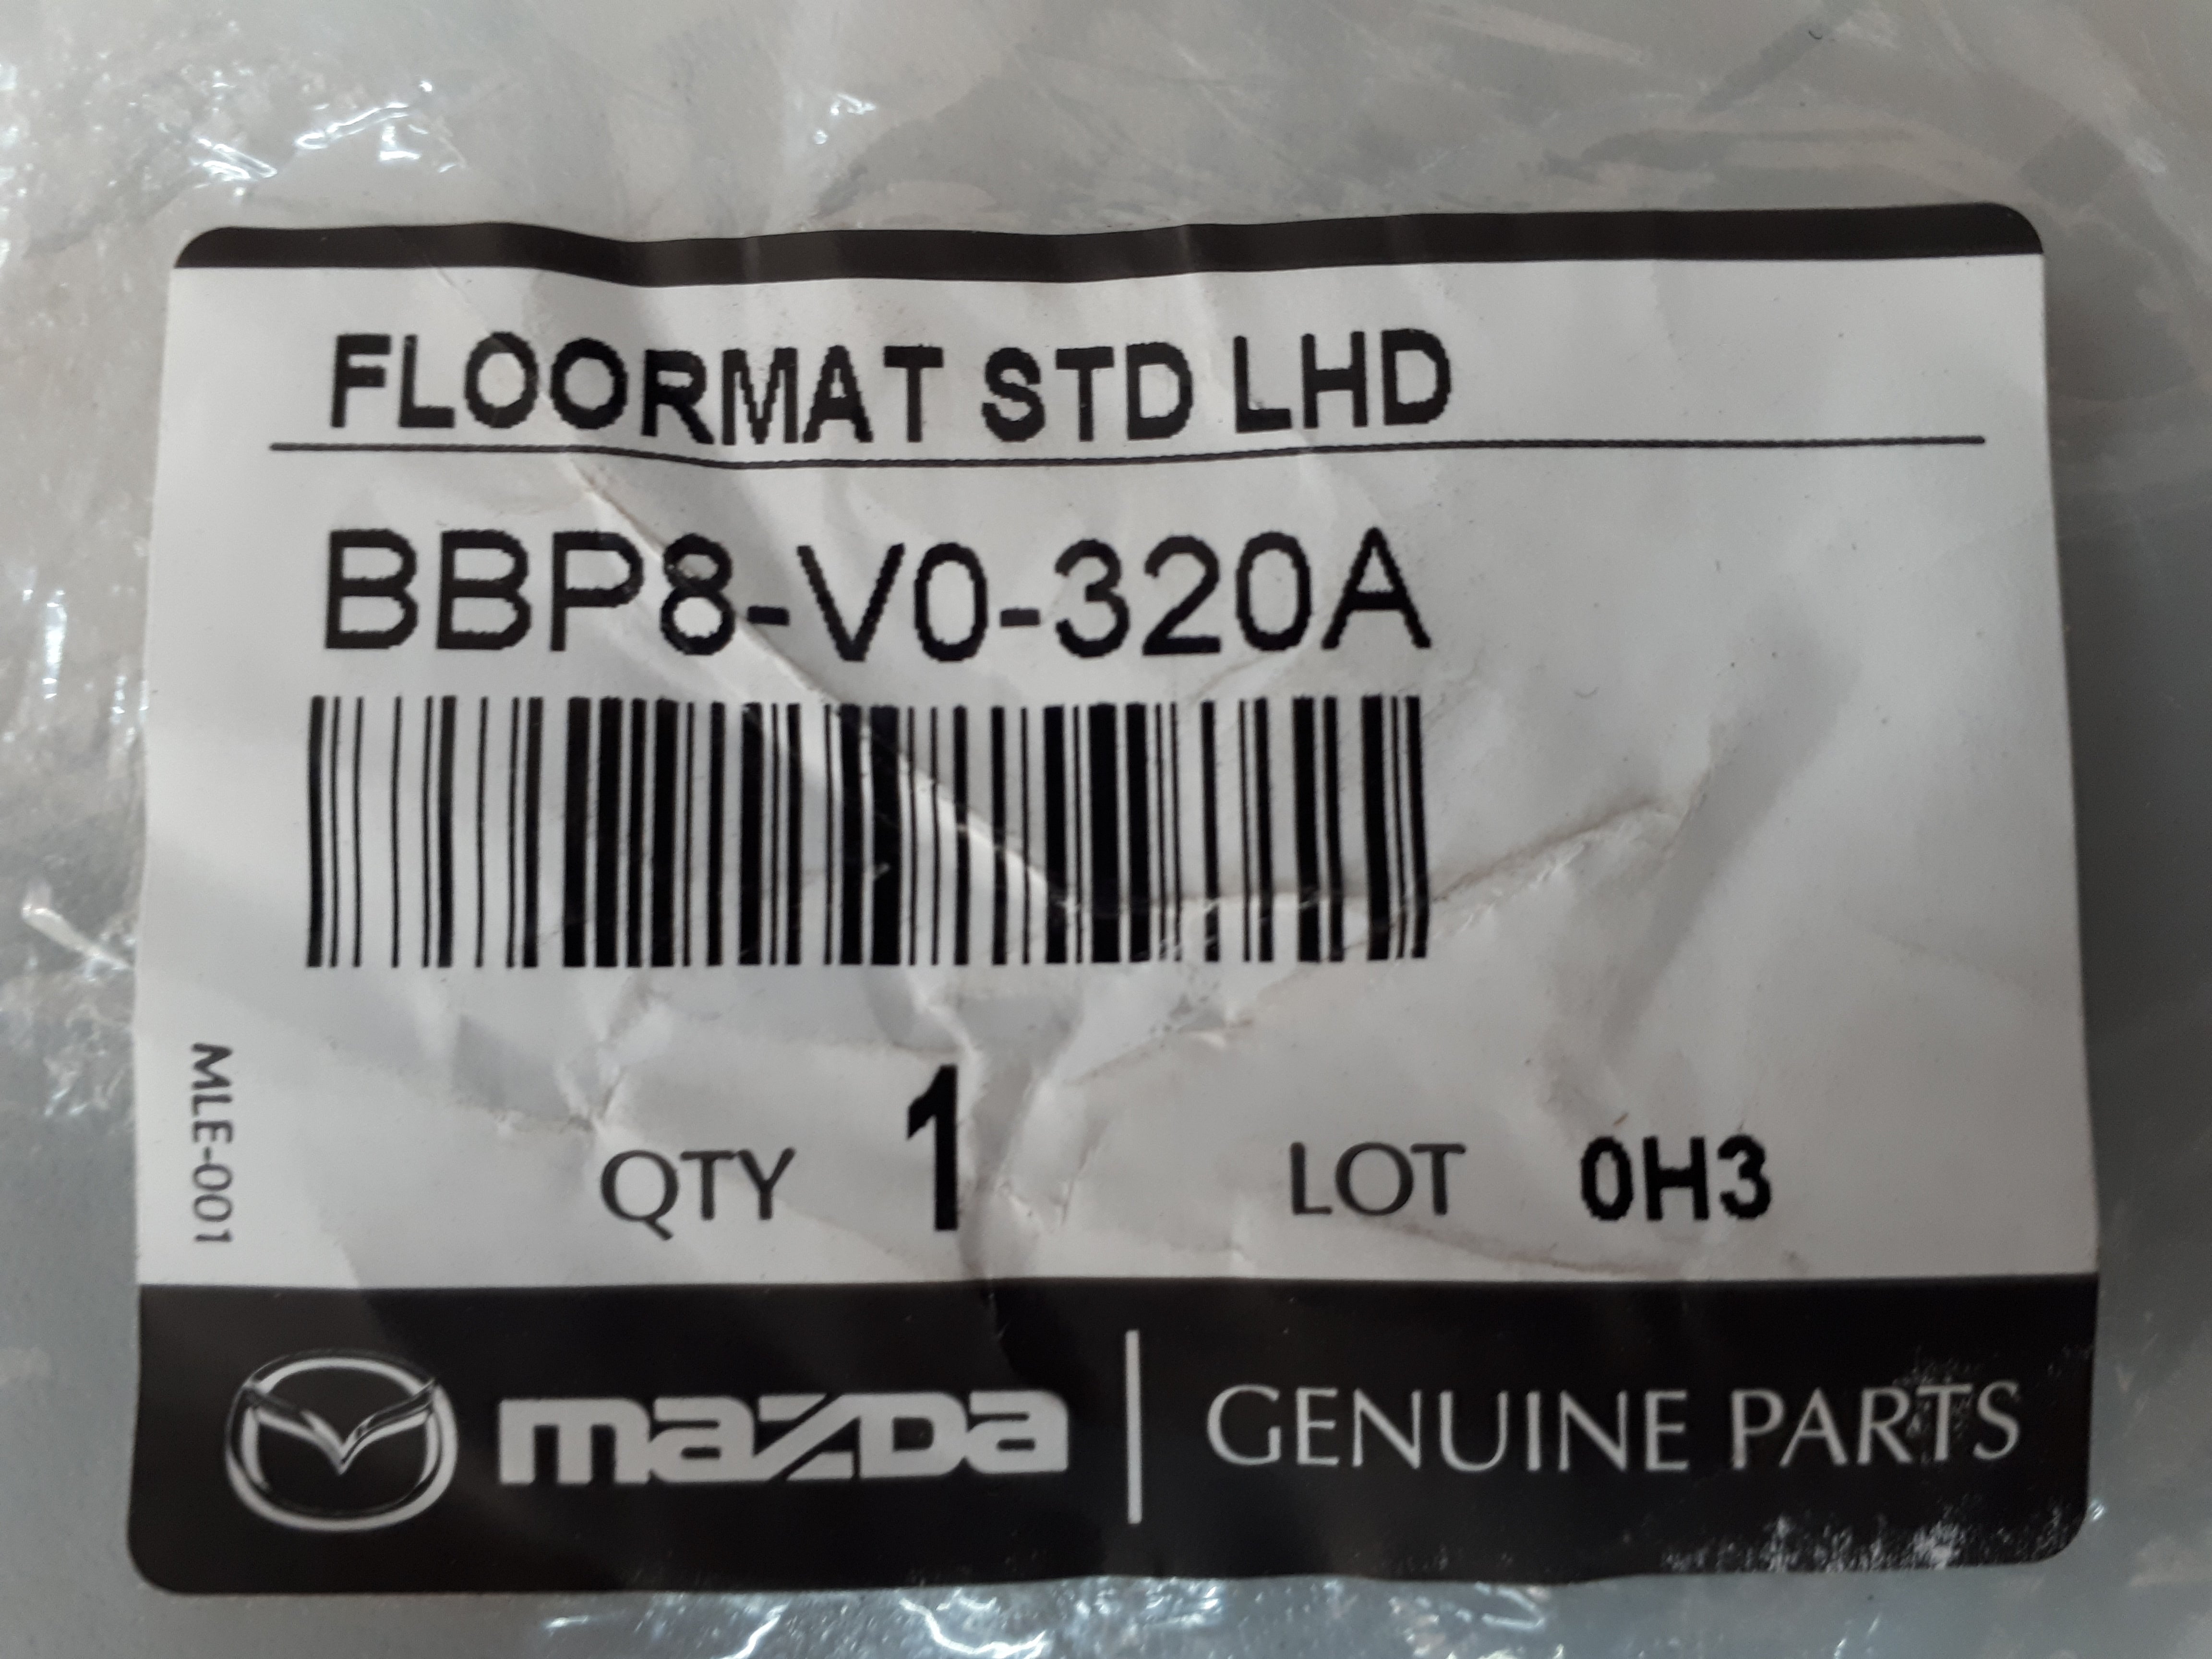 FLOORMAT STD LHD
BBP8-V0-320A
MLE-001
QTY 1 LOT 0H3
mazda | GENUINE PARTS